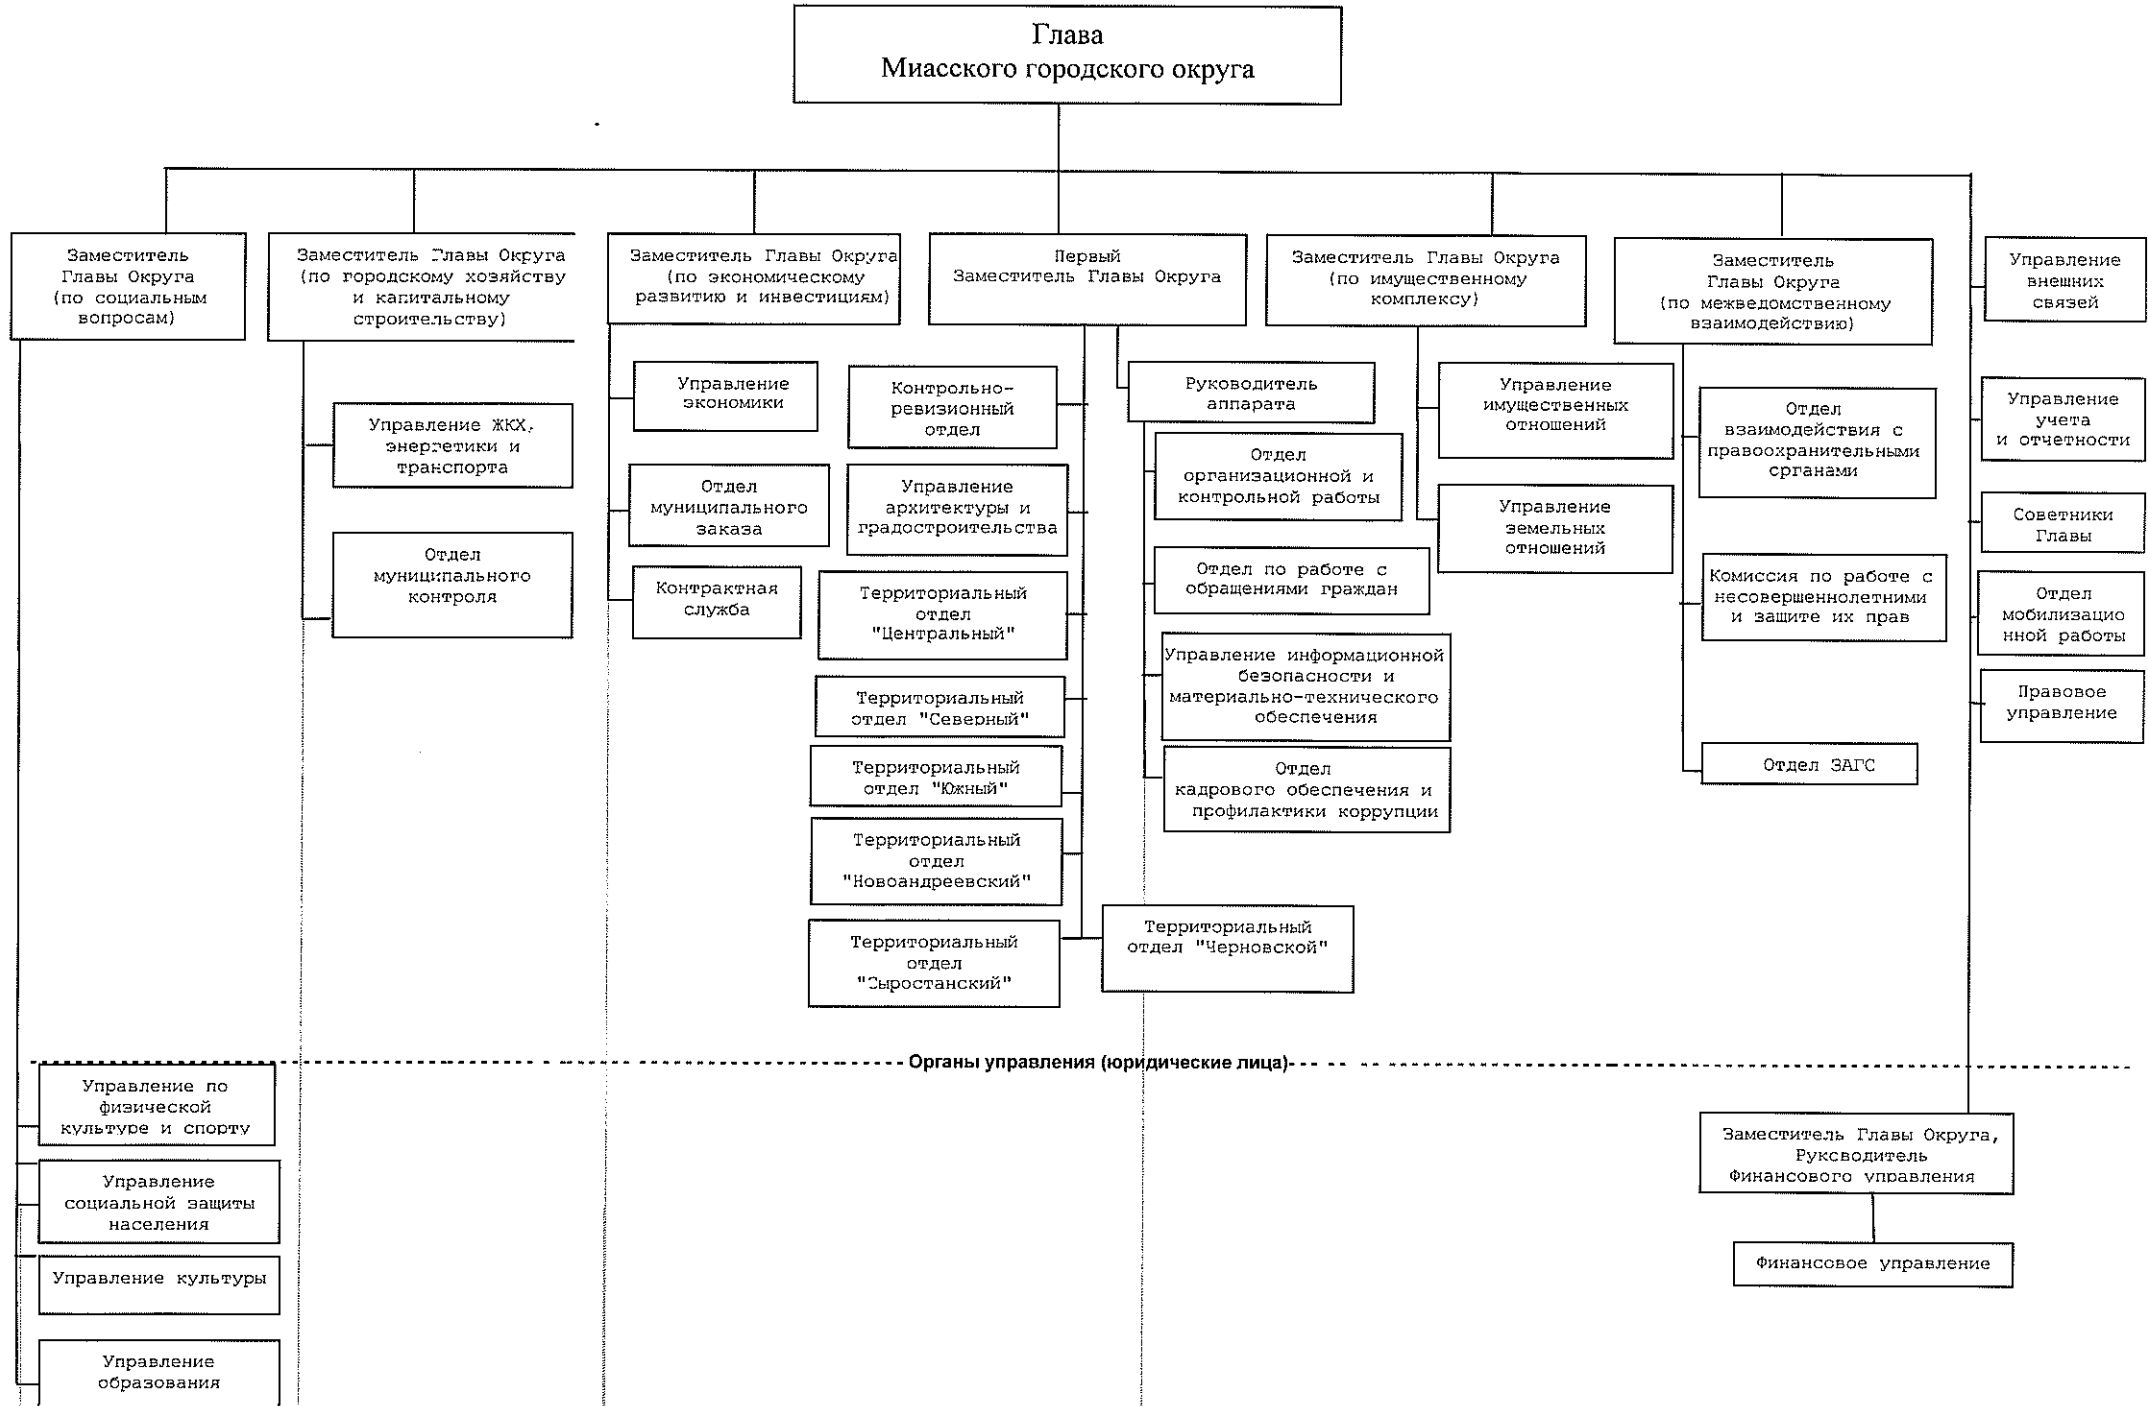 Глава
Миасского городского округа
Заместитель
Главы Округа
(по социальным
вопросам)
Заместитель Главы Округа
(по городскому хозяйству
и капитальному
строительству)
Заместитель Главы Округа
(по экономическому
развитию и инвестициям)
Первый
Заместитель Главы Округа
Заместитель Главы Округа
(по имущественному
комплексу)
Заместитель
Главы Округа
(по межведомственному
взаимодействию)
Управление
внешних
связей
Управление ЖКХ,
энергетики и
транспорта
Отдел
муниципального
контроля
Управление
экономики
Отдел
муниципального
заказа
Контрактная
служба
Контрольно-
ревизионный
отдел
Управление
архитектуры и
градостроительства
Территориальный
отдел
"Центральный"
Территориальный
отдел "Северный"
Территориальный
отдел "Южный"
Территориальный
отдел
"Новоандреевский"
Территориальный
отдел
"Сыростанский"
Территориальный
отдел "Черновской"
Руководитель
аппарата
Отдел
организационной и
контрольной работы
Отдел по работе с
обращениями граждан
Управление информационной
безопасности и
материально-технического
обеспечения
Отдел
кадрового обеспечения и
профилактики коррупции
Управление
имущественных
отношений
Управление
земельных
отношений
Отдел
взаимодействия с
правоохранительными
органами
Комиссия по работе с
несовершеннолетними
и защите их прав
Отдел ЗАГС
Управление
учета
и отчетности
Советники
Главы
Отдел
мобилизацио
нной работы
Правовое
управление
Органы управления (юридические лица)
Управление по
физической
культуре и спорту
Управление
социальной защиты
населения
Управление культуры
Управление
образования
Заместитель Главы Округа,
Руководитель
Финансового управления
Финансовое управление